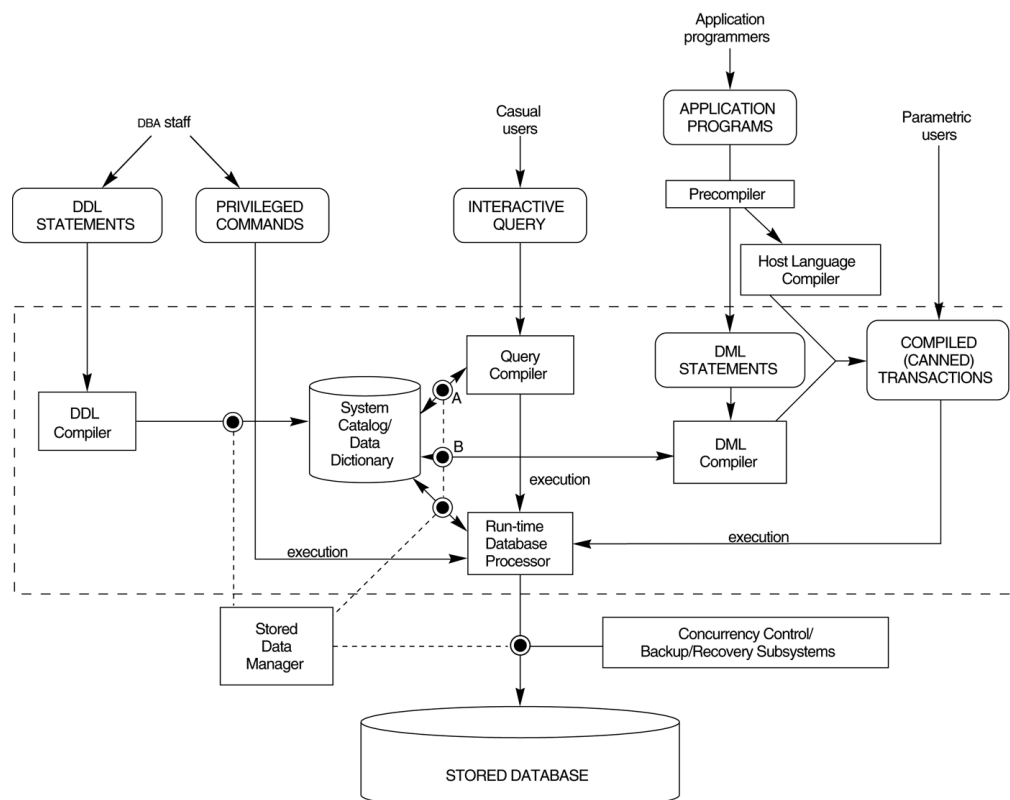 Application
programmers
APPLICATION
PROGRAMS
Casual
users
Parametric
users
DBA staff
Precompiler
DDL
STATEMENTS
PRIVILEGED
COMMANDS
INTERACTIVE
QUERY
Host Language
Compiler
Query
Compiler
DML
STATEMENTS
COMPILED
(CANNED)
TRANSACTIONS
DDL
Compiler
System
Catalog/
Data
Dictionary
A
B
DML
Compiler
execution
Run-time
Database
Processor
execution
execution
Stored
Data
Manager
Concurrency Control/
Backup/Recovery Subsystems
STORED DATABASE